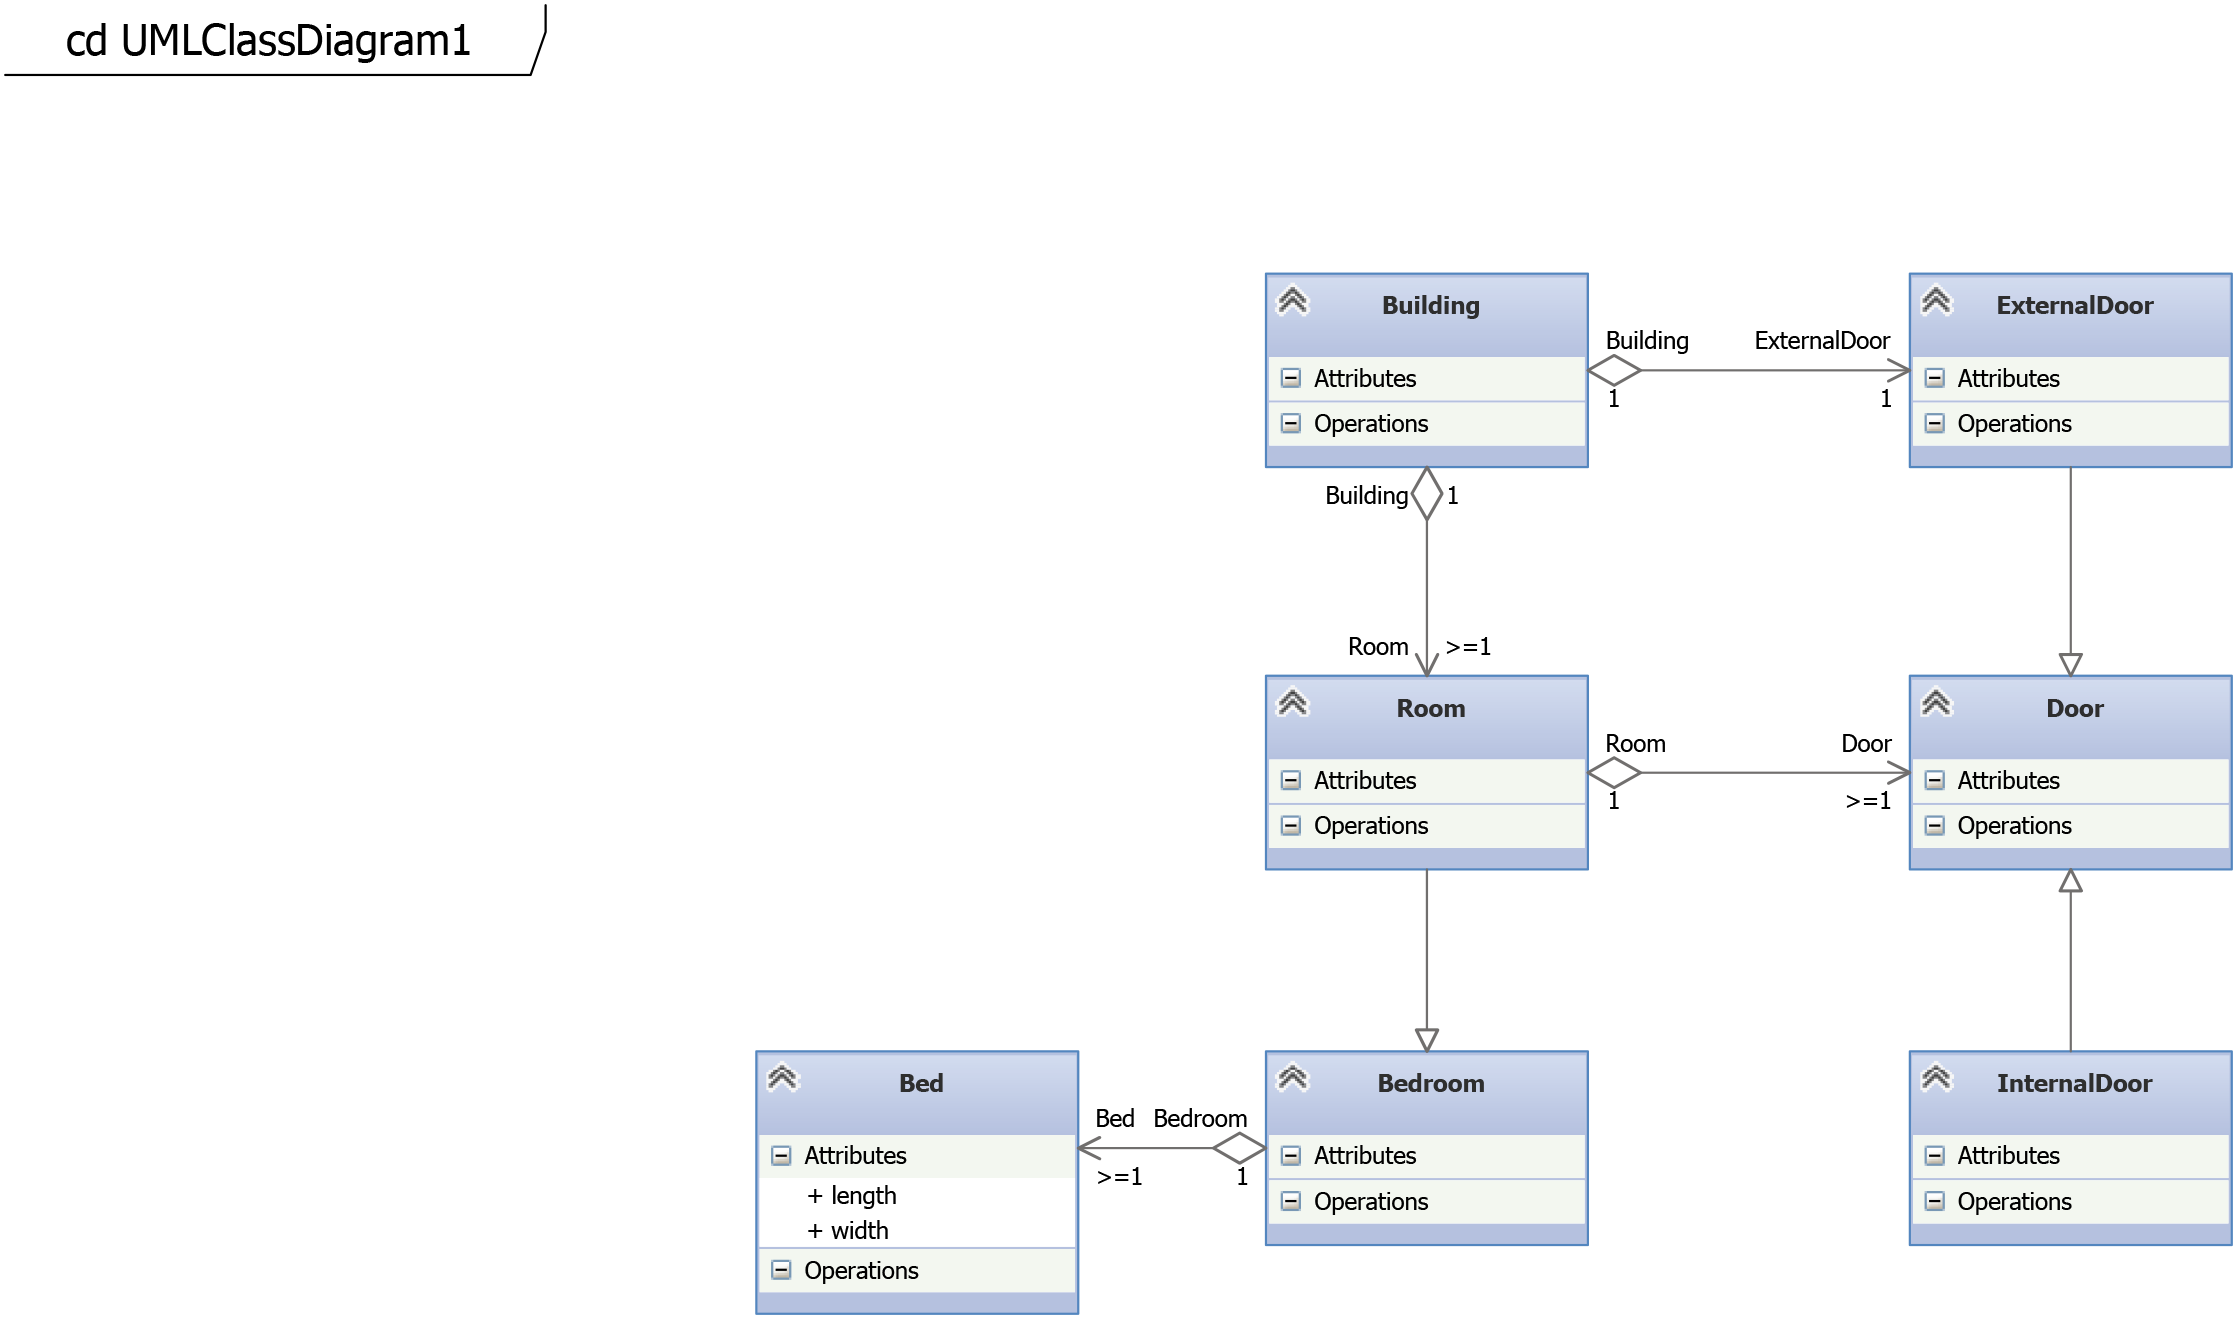 cd UMLClassDiagram1
Building
Attributes
Operations
Building
ExternalDoor
1
1
ExternalDoor
Attributes
Operations
Building
1
Room
>=1
Room
Attributes
Operations
Room
Door
1
>=1
Door
Attributes
Operations
Bed
Attributes
+ length
+ width
Operations
Bed
Bedroom
>=1
1
Bedroom
Attributes
Operations
InternalDoor
Attributes
Operations